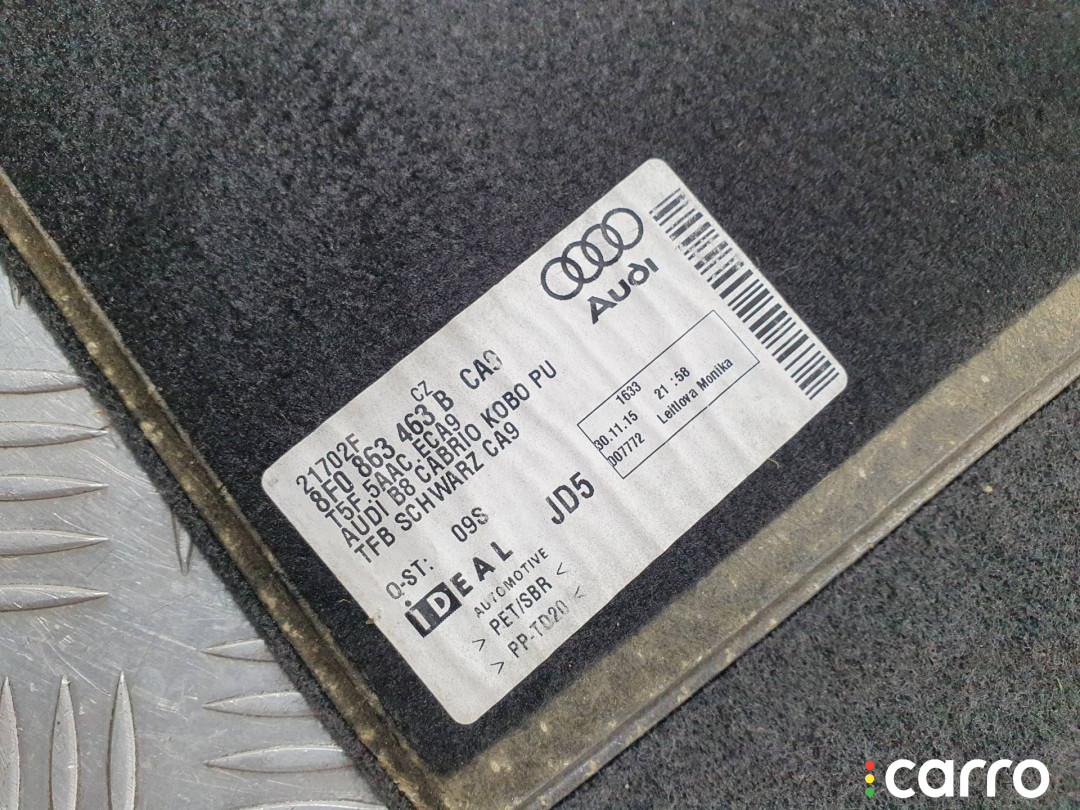 Audi
21702F CZ
8F0 863 463 B CA9
T5F.5AAC.ECA9
AUDI B8 CABRIO KOBO PU
TFB SCHWARZ CA9
Q-ST: 09S JD5
1633
30.11.15 21:58
007772 Leitlova Monika
iDEAL
AUTOMOTIVE
> PET/SBR <
> PP-TD20 <
carro